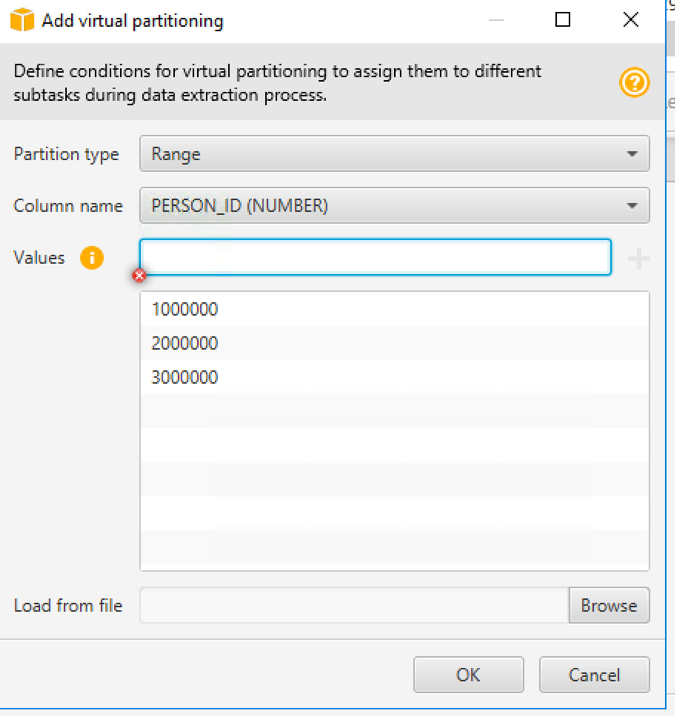 Add virtual partitioning
Define conditions for virtual partitioning to assign them to different
subtasks during data extraction process.
Partition type
Range
Column name
PERSON_ID (NUMBER)
Values
1000000
2000000
3000000
Load from file
Browse
OK
Cancel